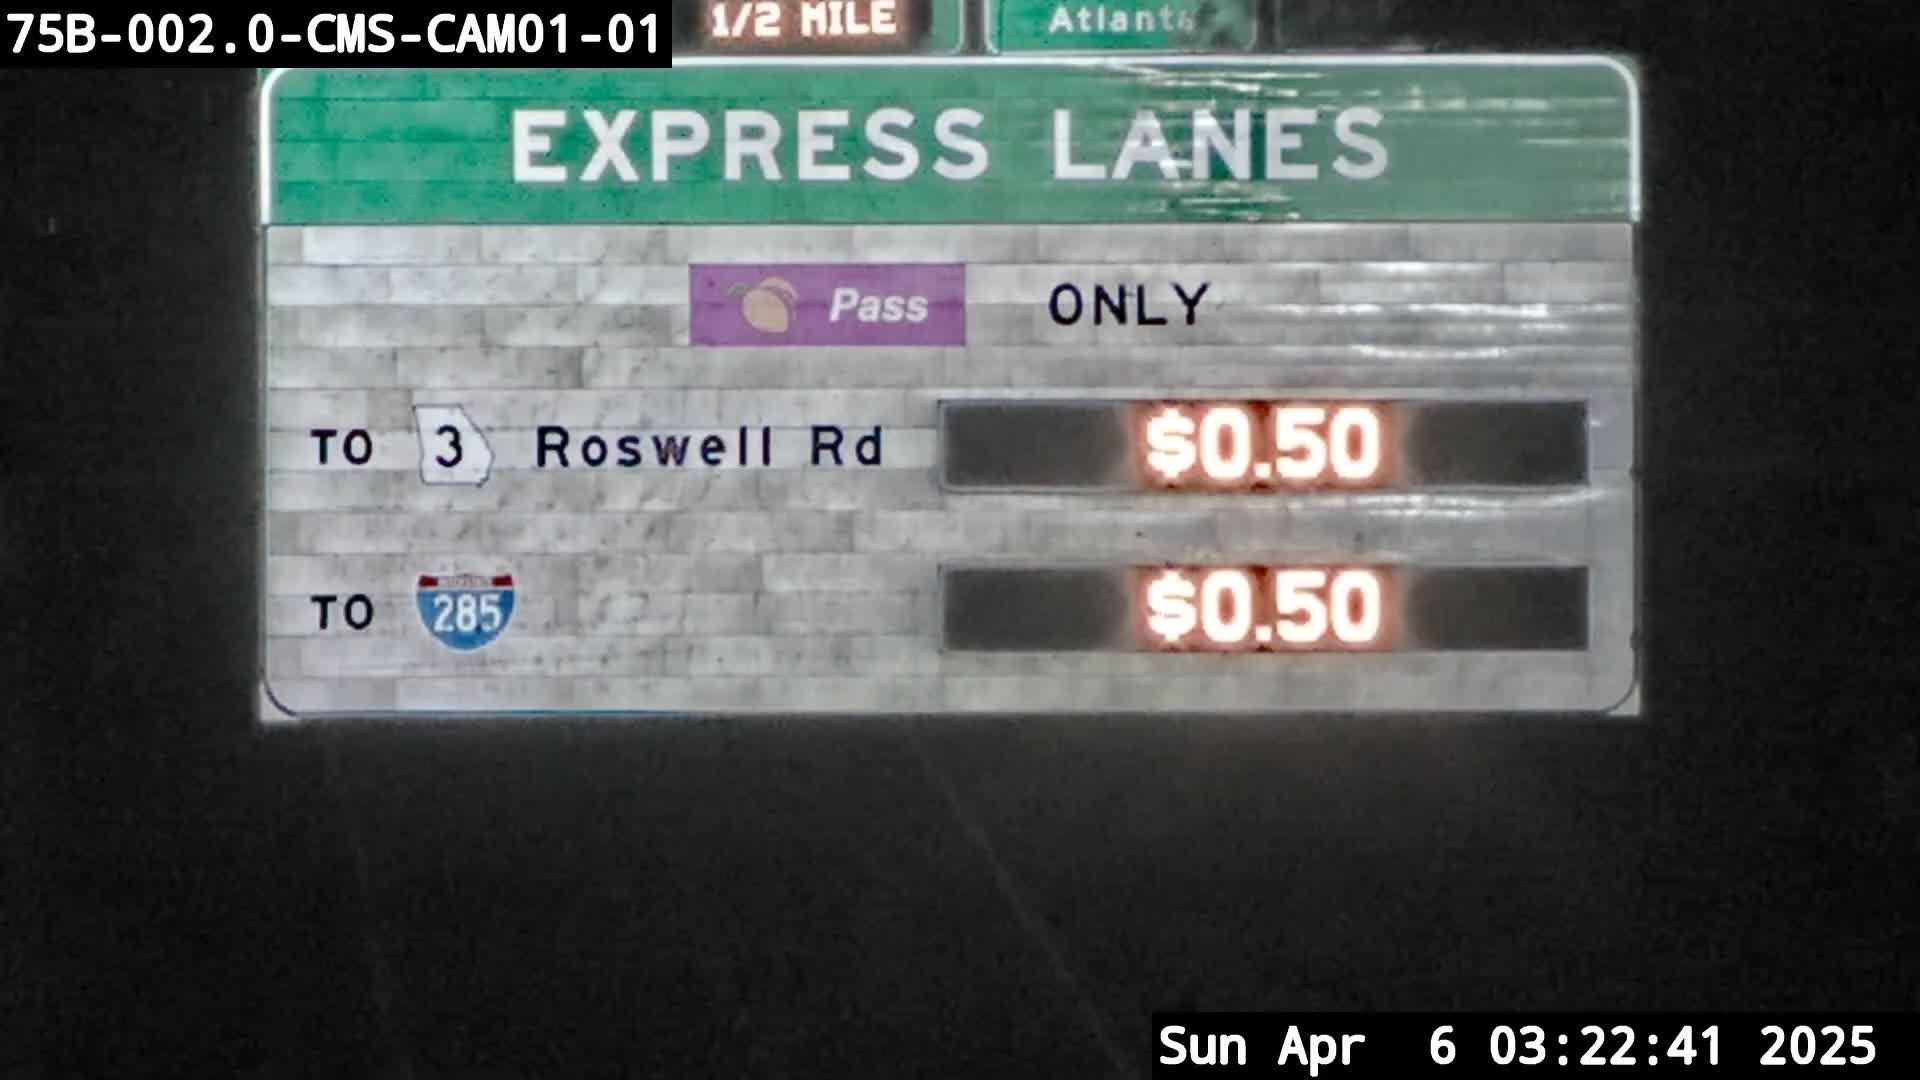 75B-002.0-CMS-CAM01-01
1/2 MILE
Atlanta
EXPRESS LANES
Pass ONLY
TO 3 Roswell Rd $0.50
TO 285 $0.50
Sun Apr 6 03:22:41 2025